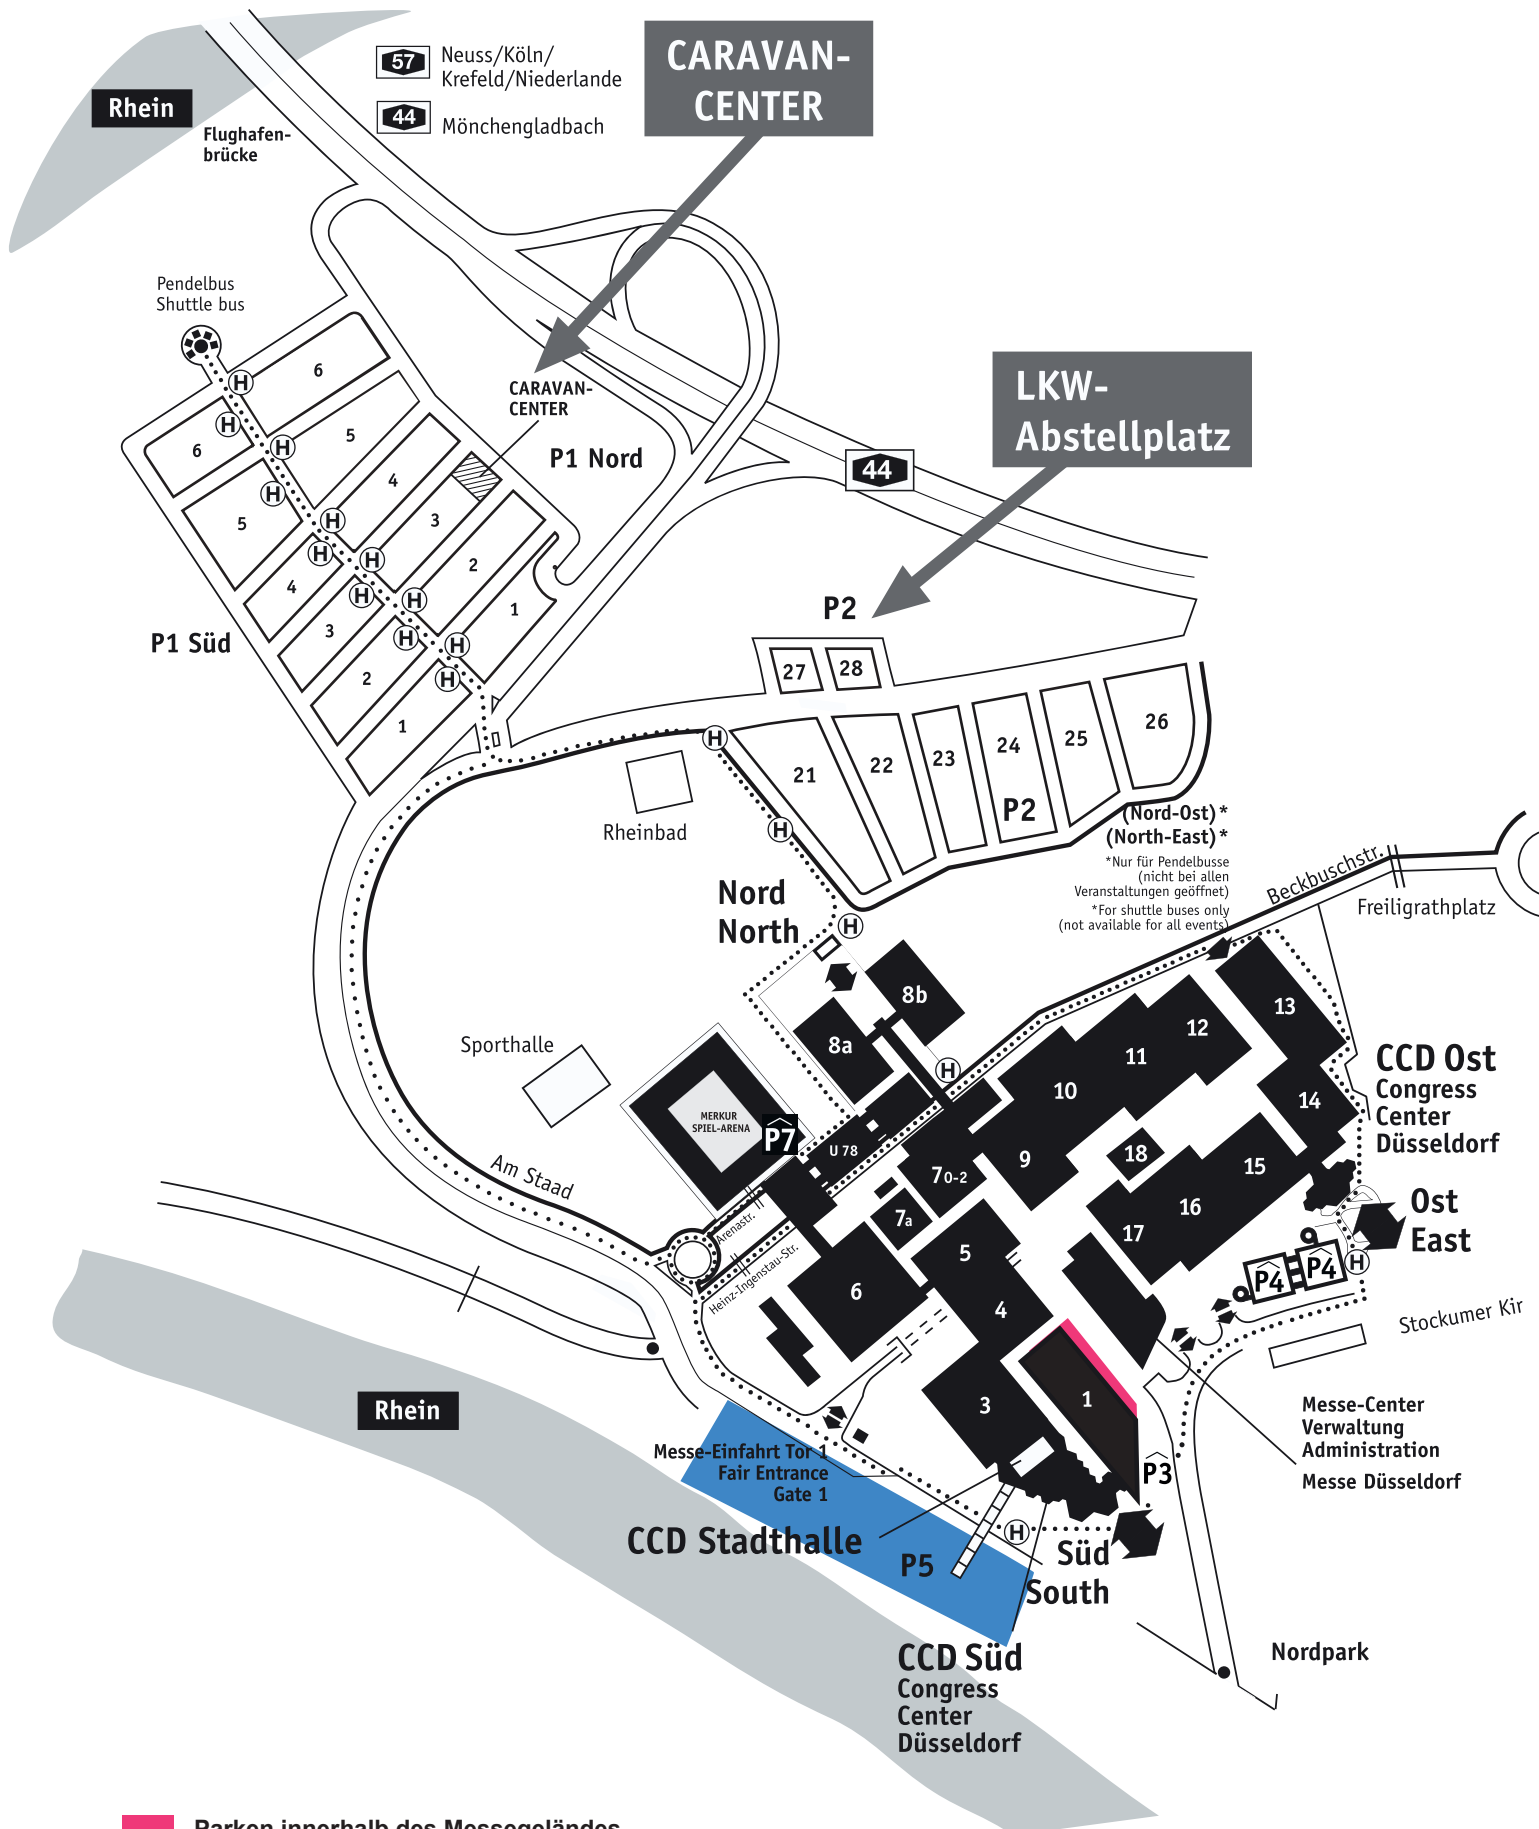 57
Neuss/Köln/
Krefeld/Niederlande
44
Mönchengladbach
CARAVAN-
CENTER
Rhein
Flughafen-
brücke
Pendelbus
Shuttle bus
CARAVAN-
CENTER
P1 Nord
LKW-
Abstellplatz
44
P2
P1 Süd
6
5
4
3
2
1
6
5
4
3
2
1
H
H
H
H
H
H
H
H
H
H
H
H
27
28
21
22
23
24
25
26
P2
H
H
H
Rheinbad
(Nord-Ost)*
(North-East)*
*Nur für Pendelbusse
(nicht bei allen
Veranstaltungen geöffnet)
*For shuttle buses only
(not available for all events)
Beckbuschstr.
Freiligrathplatz
Nord
North
8b
8a
H
13
12
11
10
9
14
15
16
17
18
CCD Ost
Congress
Center
Düsseldorf
Sporthalle
MERKUR
SPIEL-ARENA
P7
U 78
70-2
7a
Am Staad
Arenastr.
Heinz-Ingenstau-Str.
Ost
East
P4
P4
H
Stockumer Kir
5
4
6
3
1
P3
Rhein
Messe-Einfahrt Tor 1
Fair Entrance
Gate 1
Messe-Center
Verwaltung
Administration
Messe Düsseldorf
CCD Stadthalle
P5
H
Süd
South
CCD Süd
Congress
Center
Düsseldorf
Nordpark
Parken innerhalb des Messegeländes